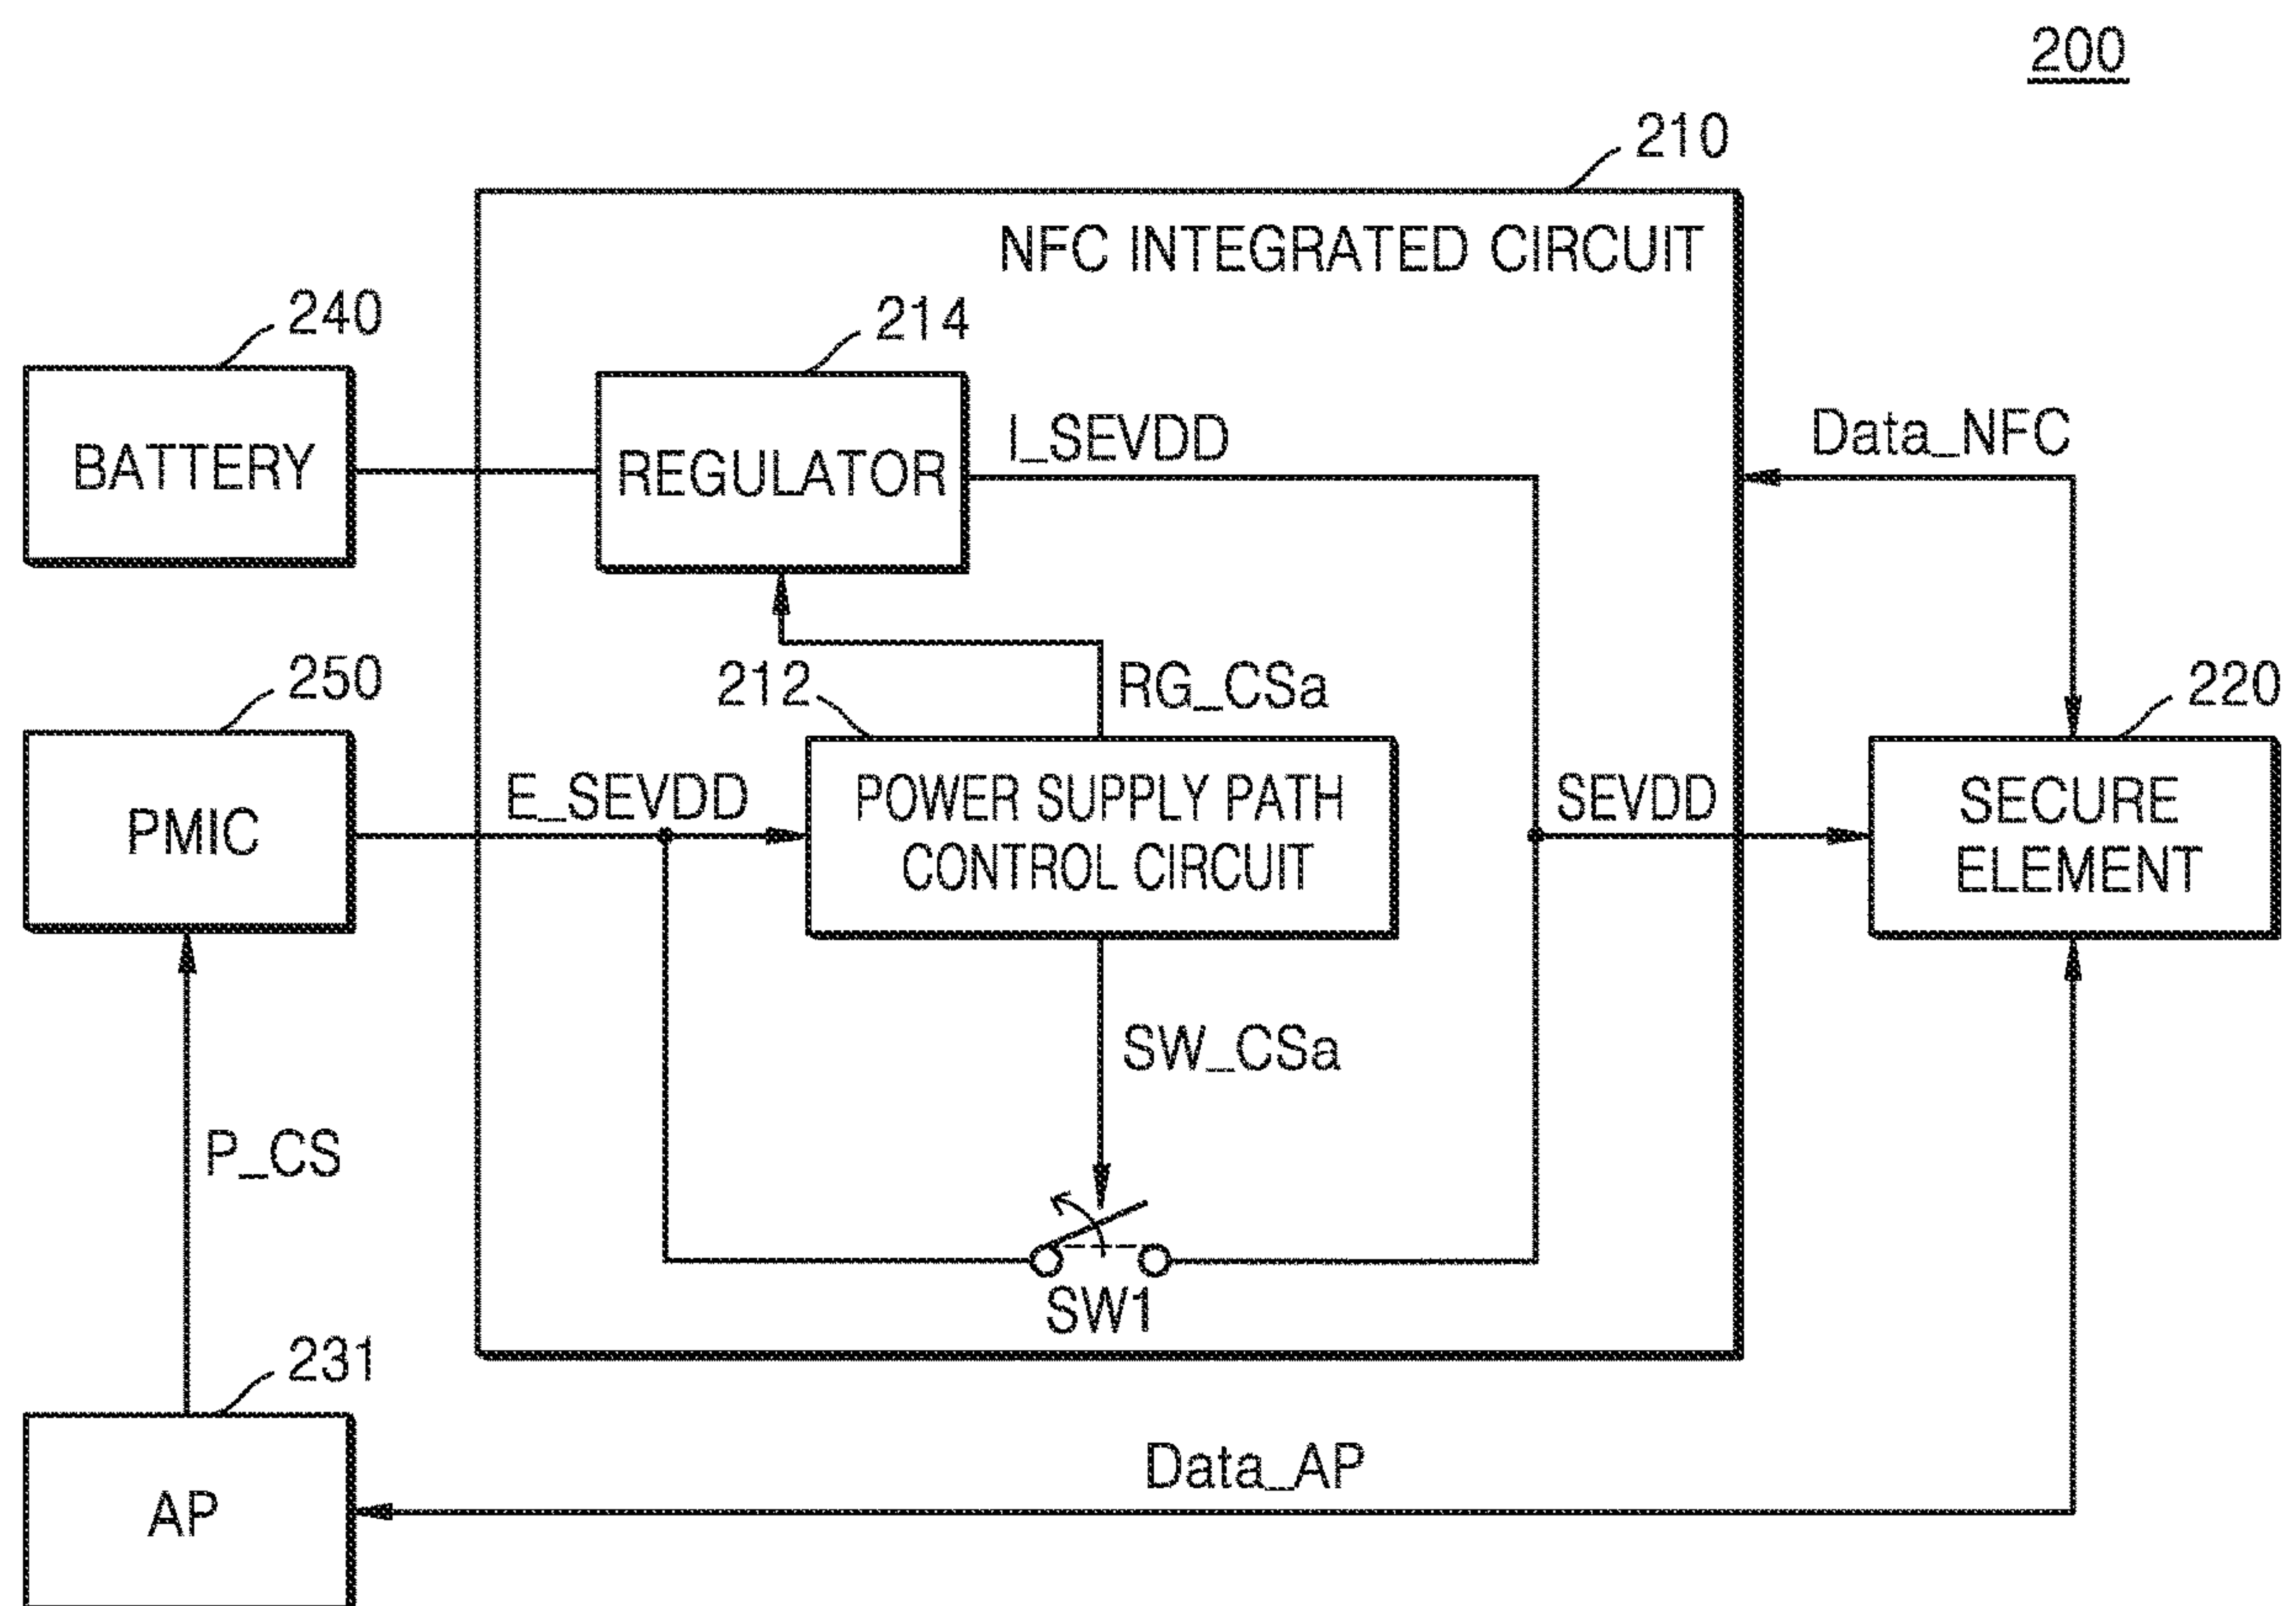 200
210
NFC INTEGRATED CIRCUIT
240
214
BATTERY
REGULATOR
I_SEVDD
Data_NFC
250
212
RG_CSa
220
PMIC
E_SEVDD
POWER SUPPLY PATH
CONTROL CIRCUIT
SEVDD
SECURE
ELEMENT
SW_CSa
P_CS
SW1
231
AP
Data_AP